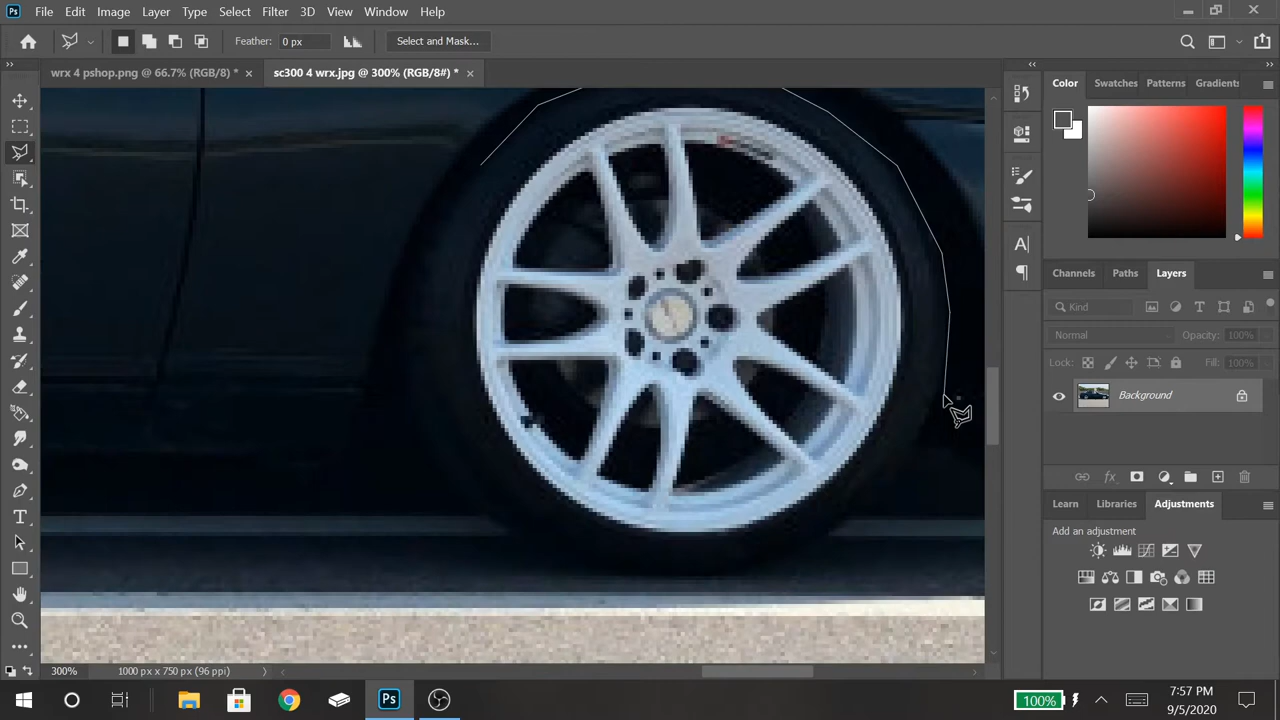 Ps File Edit Image Layer Type Select Filter 3D View Window Help
Feather: 0 px Select and Mask...
wrx 4 pshop.png @ 66.7% (RGB/8) * × sc300 4 wrx.jpg @ 300% (RGB/8#) * ×
Color Swatches Patterns Gradient
Channels Paths Layers
Kind
Normal Opacity: 100%
Lock: Fill: 100%
Background
Learn Libraries Adjustments
Add an adjustment
300% 1000 px x 750 px (96 ppi)
Ps 100% 7:57 PM
9/5/2020